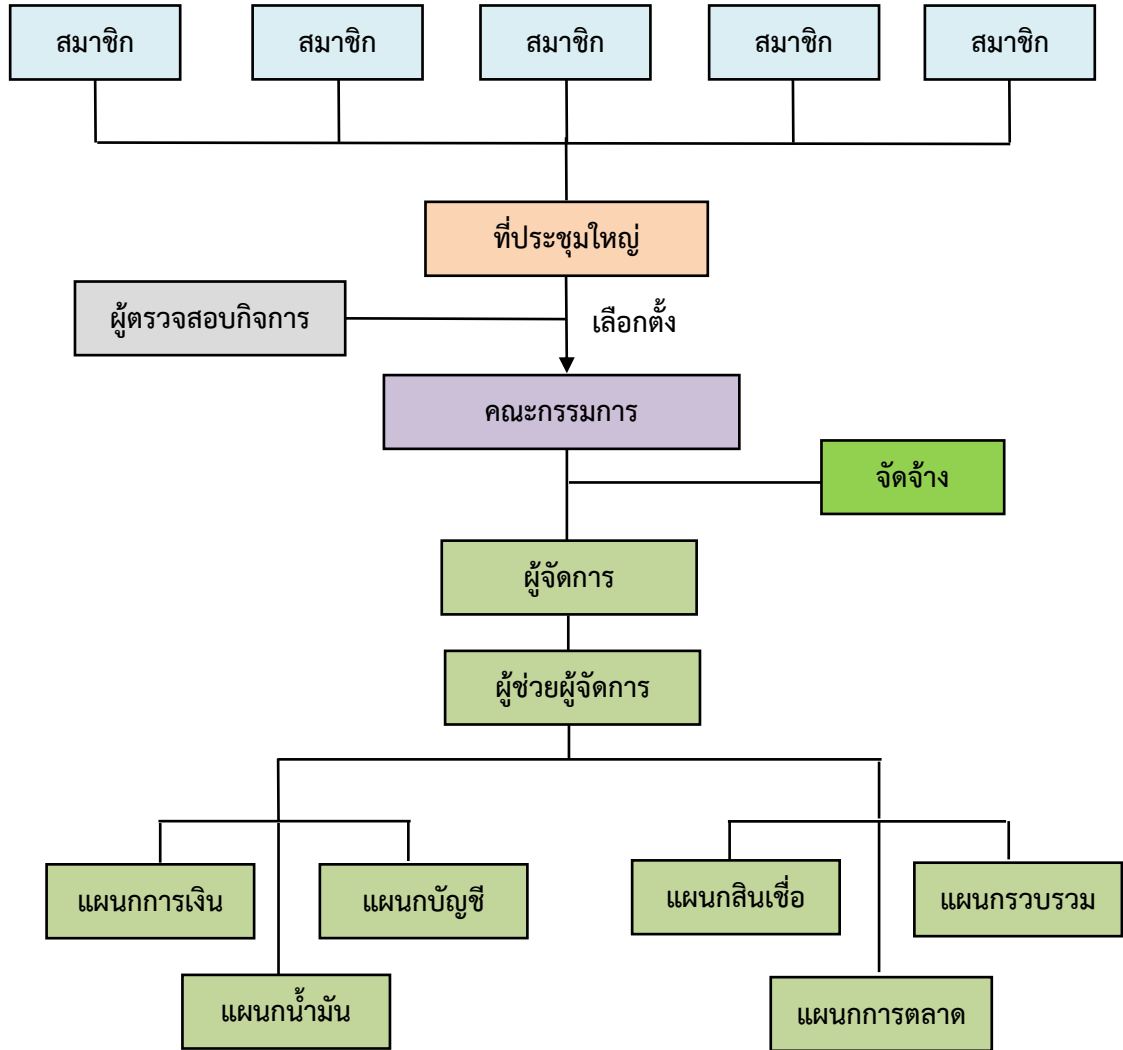 สมาชิก
สมาชิก
สมาชิก
สมาชิก
สมาชิก
ที่ประชุมใหญ่
ผู้ตรวจสอบกิจการ
เลือกตั้ง
คณะกรรมการ
จัดจ้าง
ผู้จัดการ
ผู้ช่วยผู้จัดการ
แผนกการเงิน
แผนกบัญชี
แผนกสินเชื่อ
แผนกรวบรวม
แผนกน้ำมัน
แผนกการตลาด